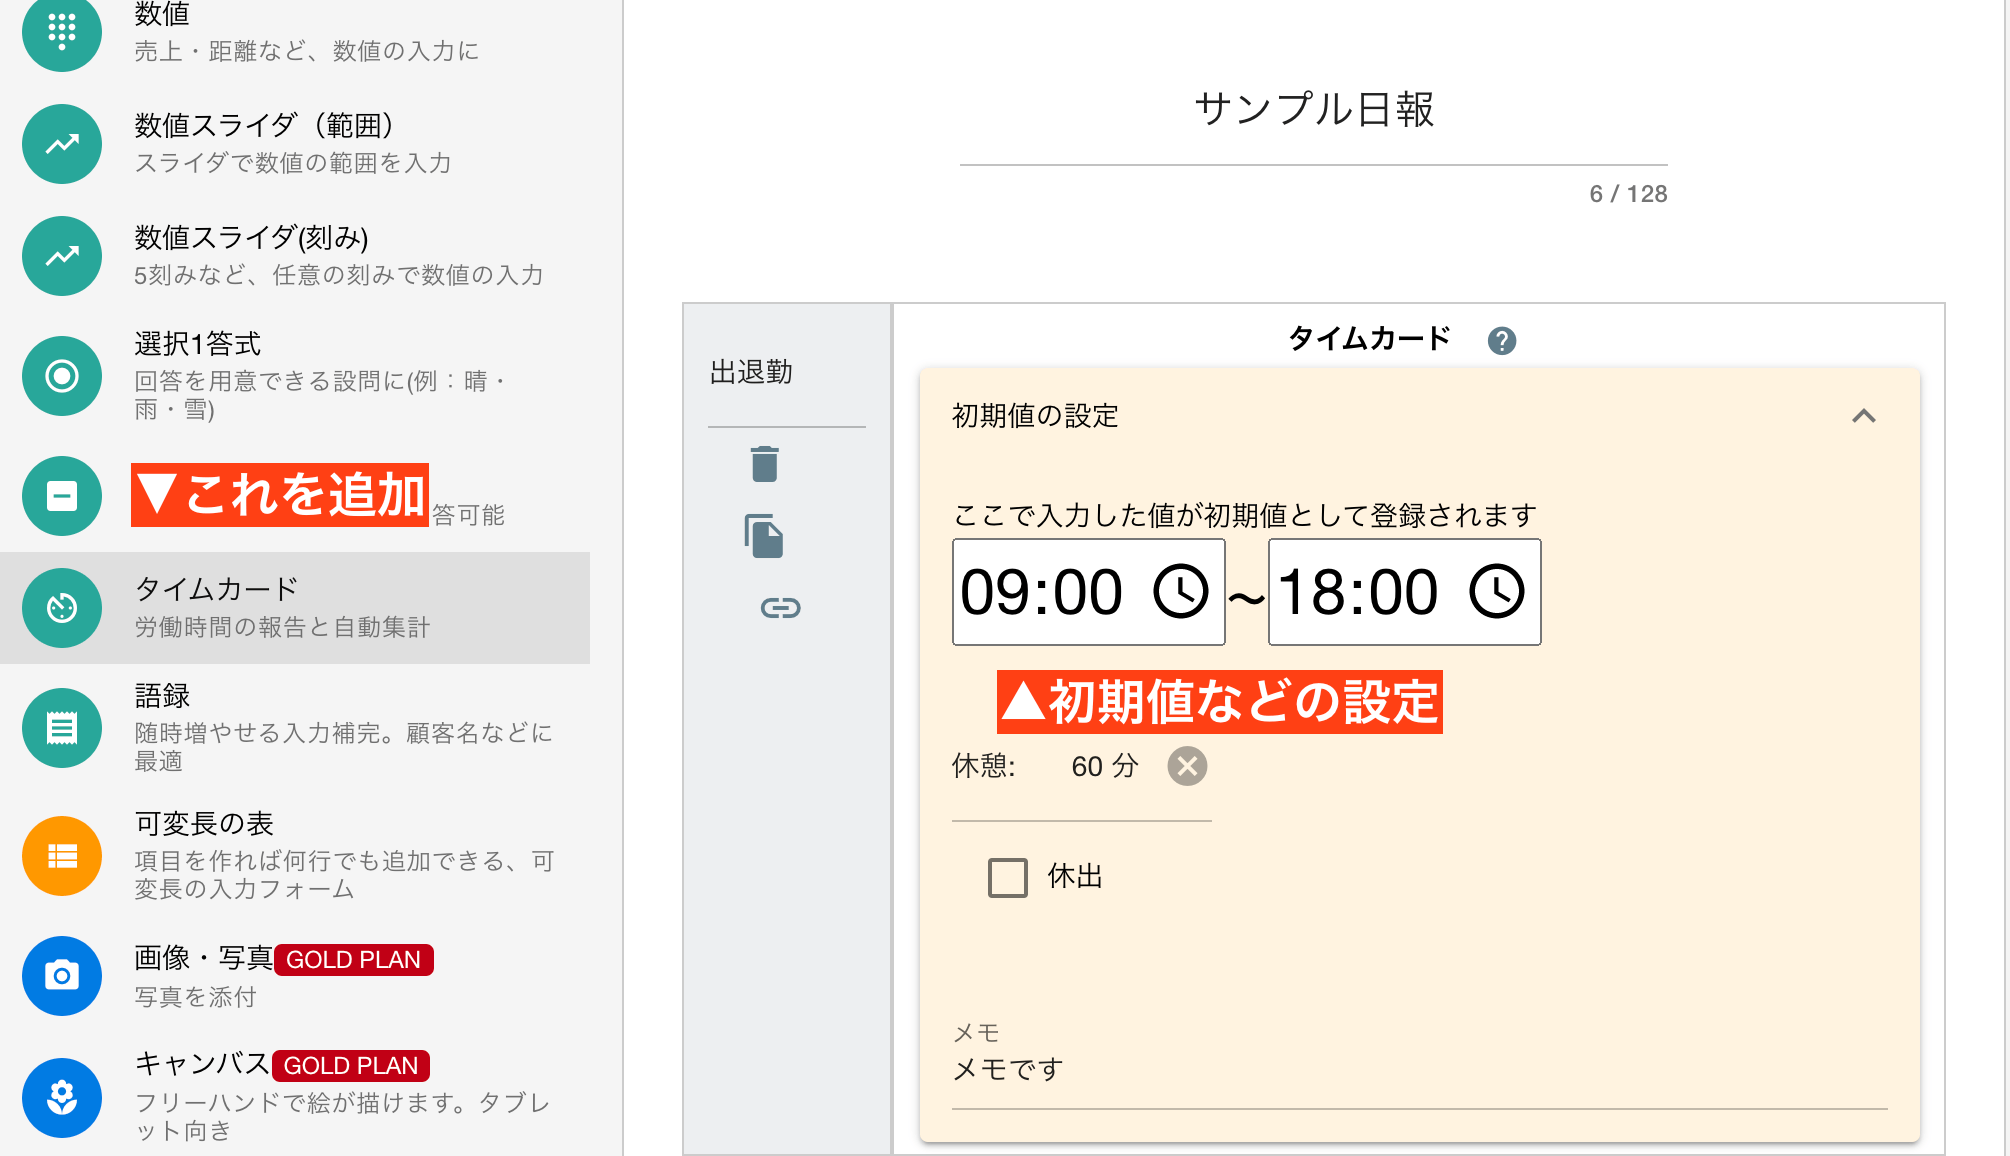 数値
売上・距離など、数値の入力に
数値スライダ（範囲）
スライダで数値の範囲を入力
数値スライダ(刻み)
5刻みなど、任意の刻みで数値の入力
選択1答式
回答を用意できる設問に(例：晴・
雨・雪)
▼これを追加
答可能
タイムカード
労働時間の報告と自動集計
語録
随時増やせる入力補完。顧客名などに
最適
可変長の表
項目を作れば何行でも追加できる、可
変長の入力フォーム
画像・写真 GOLD PLAN
写真を添付
キャンバス GOLD PLAN
フリーハンドで絵が描けます。タブレ
ット向き
サンプル日報
6 / 128
出退勤
タイムカード ?
初期値の設定
ここで入力した値が初期値として登録されます
09:00 〜 18:00
▲初期値などの設定
休憩: 60 分
休出
メモ
メモです